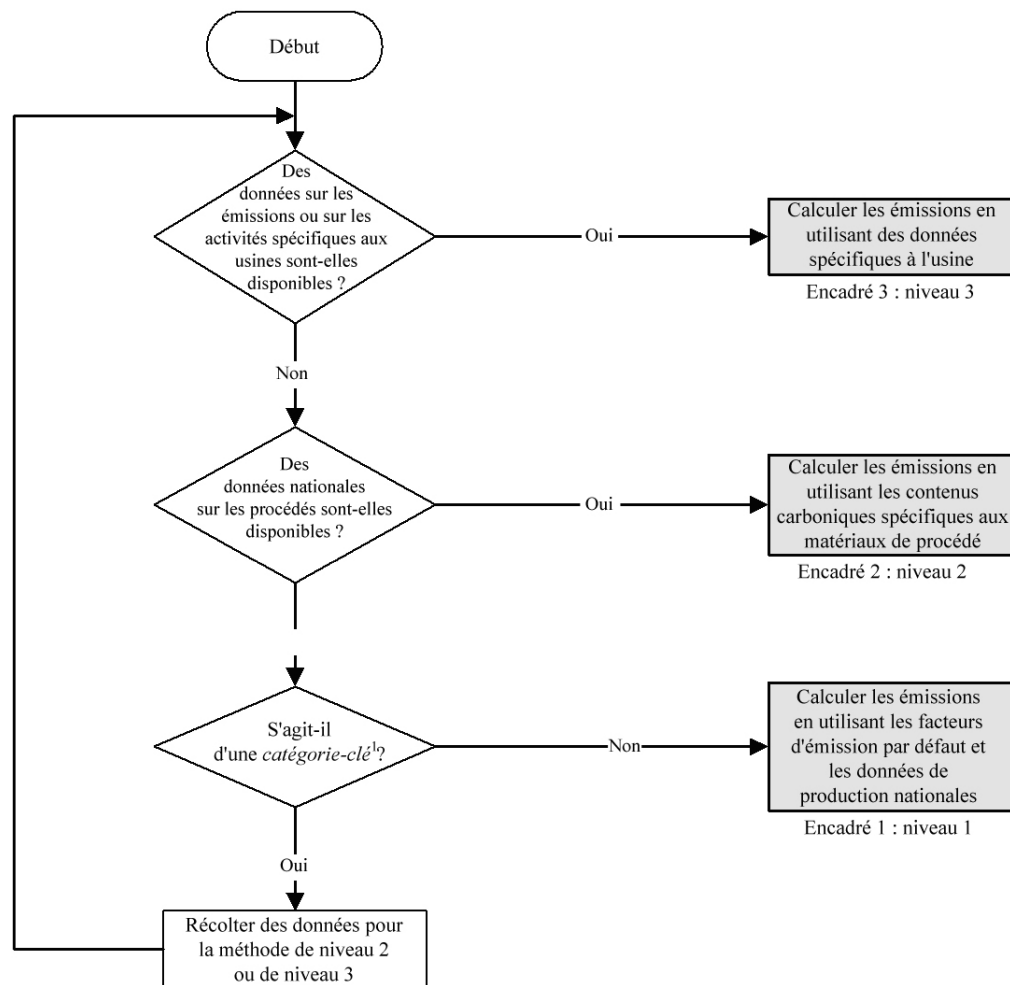 Début
Des
données sur les
émissions ou sur les
activités spécifiques aux
usines sont-elles
disponibles ?
Oui
Calculer les émissions en
utilisant des données
spécifiques à l'usine
Encadré 3 : niveau 3
Non
Des
données nationales
sur les procédés sont-elles
disponibles ?
Oui
Calculer les émissions en
utilisant les contenus
carboniques spécifiques aux
matériaux de procédé
Encadré 2 : niveau 2
S'agit-il
d'une catégorie-clé¹?
Non
Calculer les émissions
en utilisant les facteurs
d'émission par défaut et
les données de
production nationales
Encadré 1 : niveau 1
Oui
Récolter des données pour
la méthode de niveau 2
ou de niveau 3